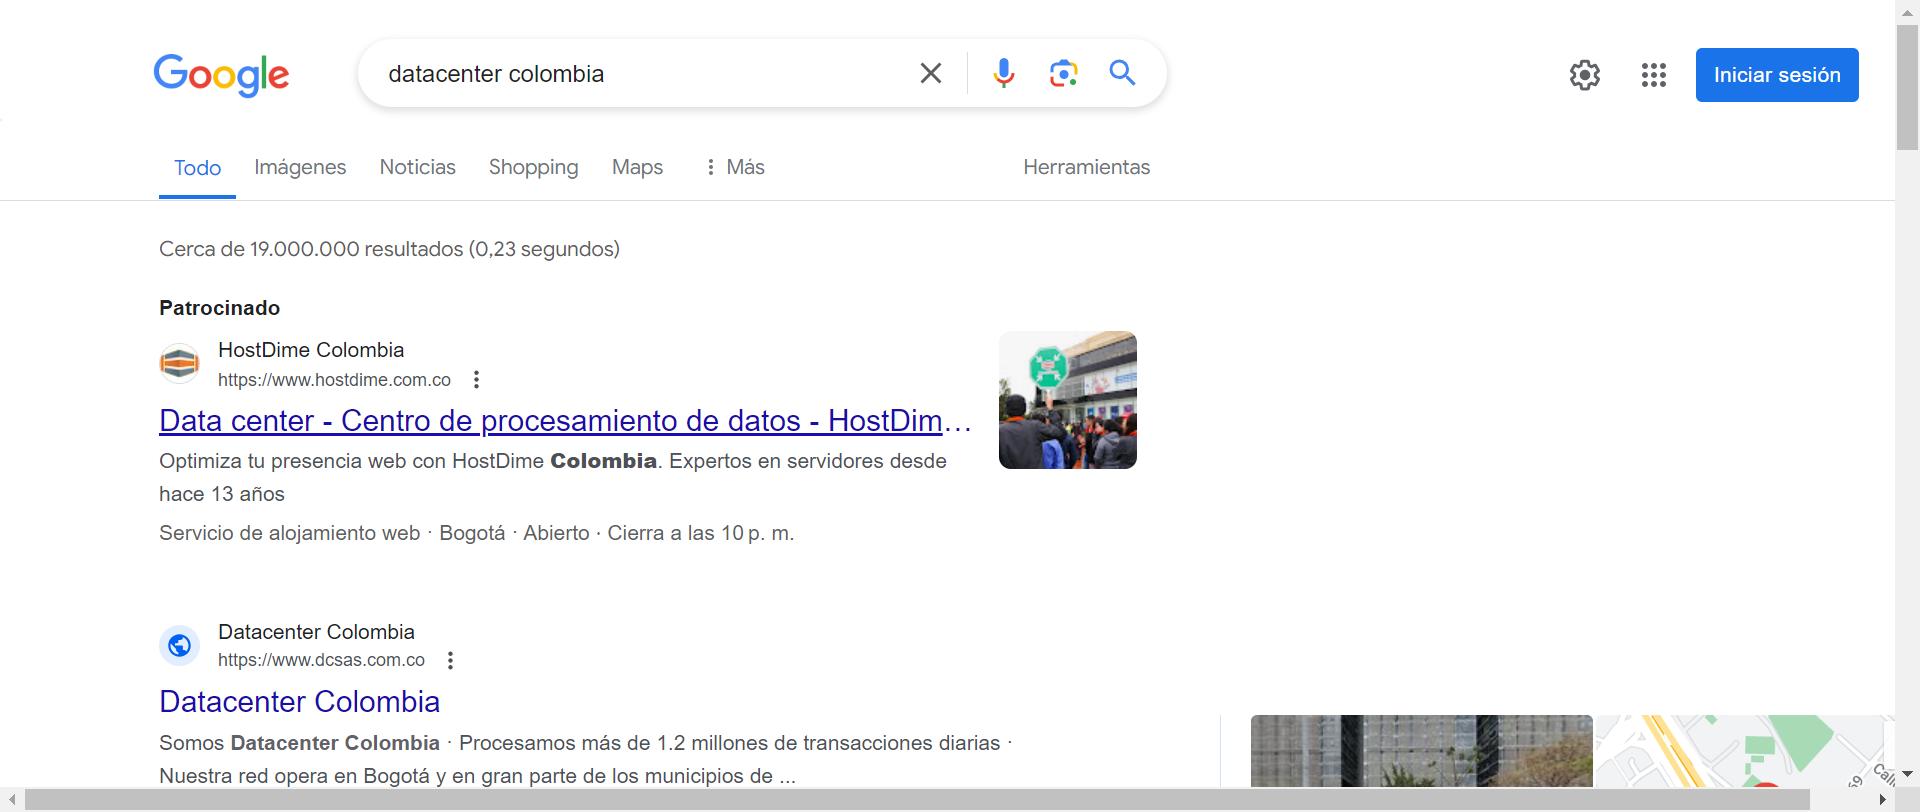 Google
datacenter colombia
Iniciar sesión
Todo
Imágenes
Noticias
Shopping
Maps
Más
Herramientas
Cerca de 19.000.000 resultados (0,23 segundos)
Patrocinado
HostDime Colombia
https://www.hostdime.com.co
Data center - Centro de procesamiento de datos - HostDim…
Optimiza tu presencia web con HostDime Colombia. Expertos en servidores desde
hace 13 años
Servicio de alojamiento web · Bogotá · Abierto · Cierra a las 10 p. m.
Datacenter Colombia
https://www.dcsas.com.co
Datacenter Colombia
Somos Datacenter Colombia · Procesamos más de 1.2 millones de transacciones diarias ·
Nuestra red opera en Bogotá y en gran parte de los municipios de ...